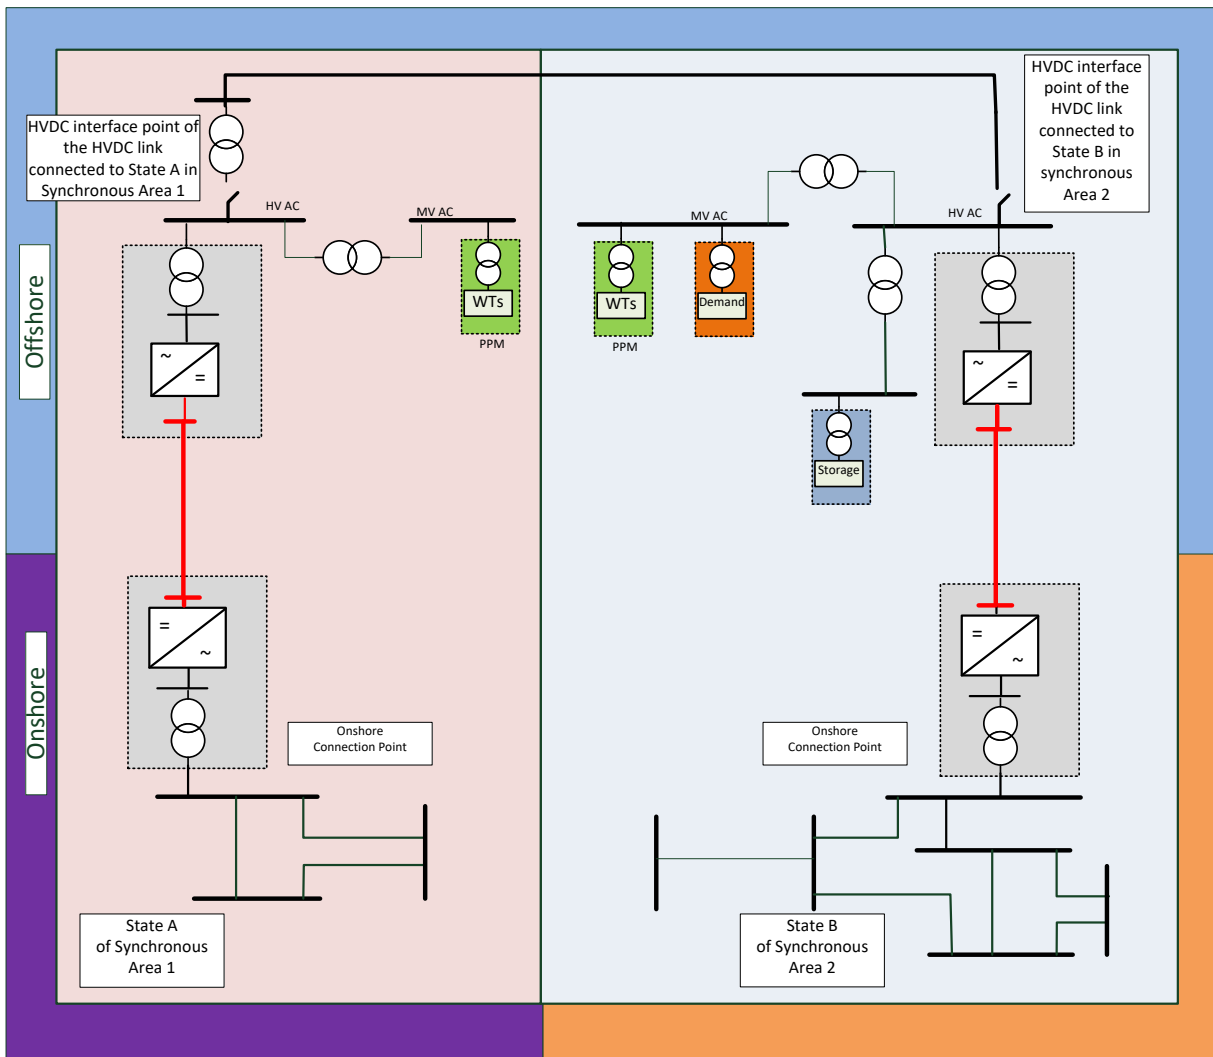 HVDC interface point of
the HVDC link
connected to State A in
Synchronous Area 1
HVDC interface
point of the
HVDC link
connected to
State B in
synchronous
Area 2
HV AC
MV AC
MV AC
HV AC
WTs
PPM
WTs
PPM
Demand
Storage
~
=
~
=
Offshore
Onshore
=
~
=
~
Onshore
Connection Point
Onshore
Connection Point
State A
of Synchronous
Area 1
State B
of Synchronous
Area 2